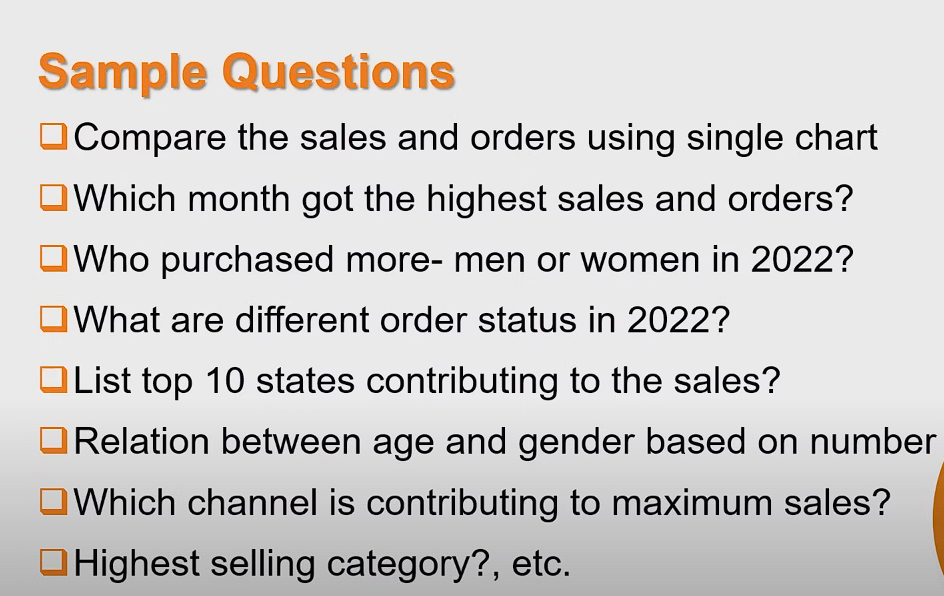 Sample Questions
Compare the sales and orders using single chart
Which month got the highest sales and orders?
Who purchased more- men or women in 2022?
What are different order status in 2022?
List top 10 states contributing to the sales?
Relation between age and gender based on number
Which channel is contributing to maximum sales?
Highest selling category?, etc.